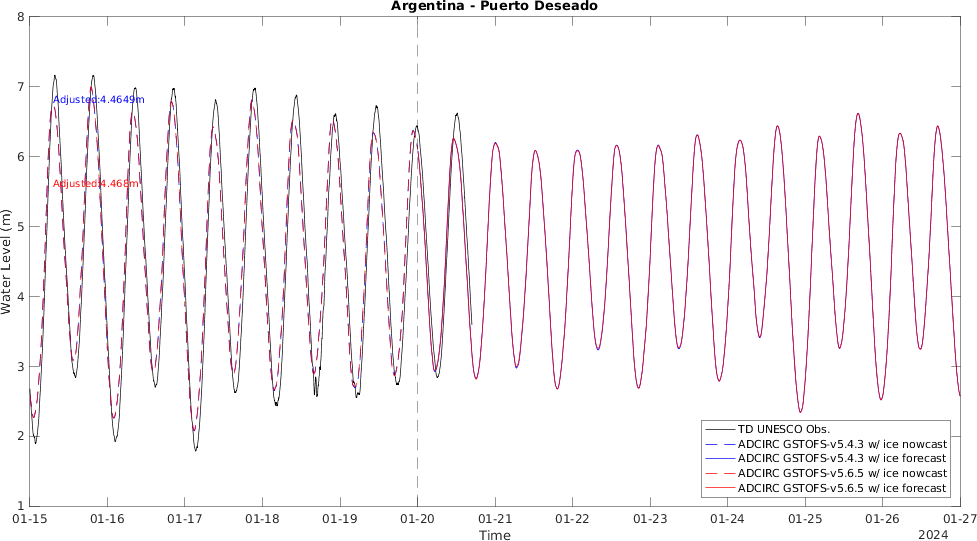 Argentina - Puerto Deseado
Water Level (m)
8
7
6
5
4
3
2
1
Adjusted:4.4649m
Adjusted:4.468m
TD UNESCO Obs.
ADCIRC GSTOFS-v5.4.3 w/ ice nowcast
ADCIRC GSTOFS-v5.4.3 w/ ice forecast
ADCIRC GSTOFS-v5.6.5 w/ ice nowcast
ADCIRC GSTOFS-v5.6.5 w/ ice forecast
01-15 01-16 01-17 01-18 01-19 01-20 01-21 01-22 01-23 01-24 01-25 01-26 01-27
Time
2024